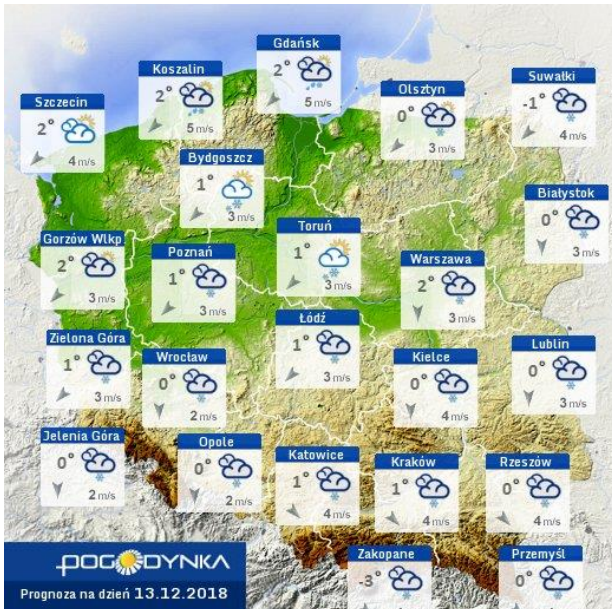 Gdańsk
2°
5 m/s
Koszalin
2°
5 m/s
Suwałki
-1°
4 m/s
Olsztyn
0°
3 m/s
Szczecin
2°
4 m/s
Bydgoszcz
1°
3 m/s
Białystok
0°
3 m/s
Toruń
1°
3 m/s
Gorzów Wlkp.
2°
3 m/s
Poznań
1°
3 m/s
Warszawa
2°
3 m/s
Łódź
1°
3 m/s
Zielona Góra
1°
3 m/s
Wrocław
0°
2 m/s
Kielce
0°
4 m/s
Lublin
0°
3 m/s
Jelenia Góra
0°
2 m/s
Opole
0°
2 m/s
Katowice
1°
4 m/s
Kraków
1°
4 m/s
Rzeszów
0°
4 m/s
Zakopane
-3°
Przemyśl
0°
POGODYNKA
Prognoza na dzień 13.12.2018